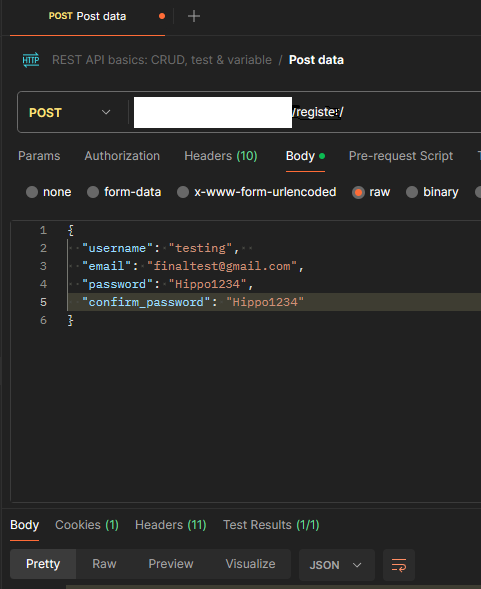 POST Post data
HTTP REST API basics: CRUD, test & variable / Post data
POST /register/
Params Authorization Headers (10) Body Pre-request Script
none form-data x-www-form-urlencoded raw binary
1 {
2 "username": "testing",
3 "email": "finaltest@gmail.com",
4 "password": "Hippo1234",
5 "confirm_password": "Hippo1234"
6 }
Body Cookies (1) Headers (11) Test Results (1/1)
Pretty Raw Preview Visualize JSON